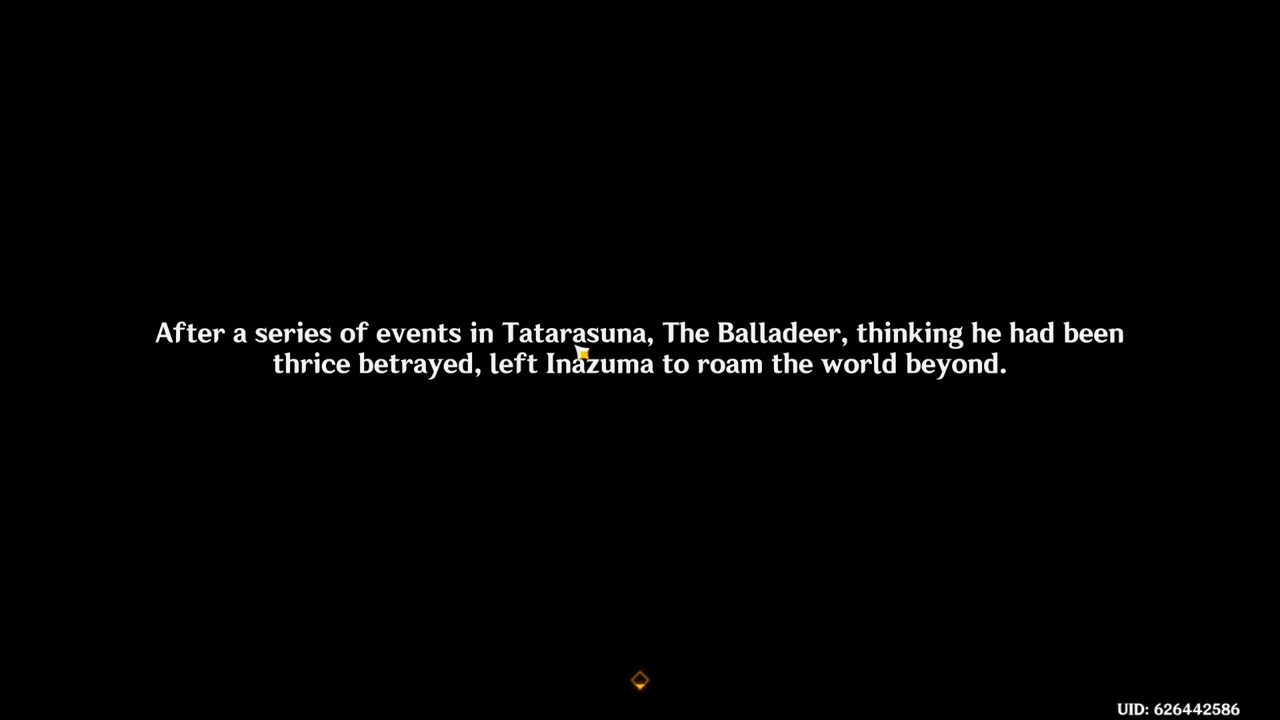 After a series of events in Tatarasuna, The Balladeer, thinking he had been
thrice betrayed, left Inazuma to roam the world beyond.
UID: 626442586